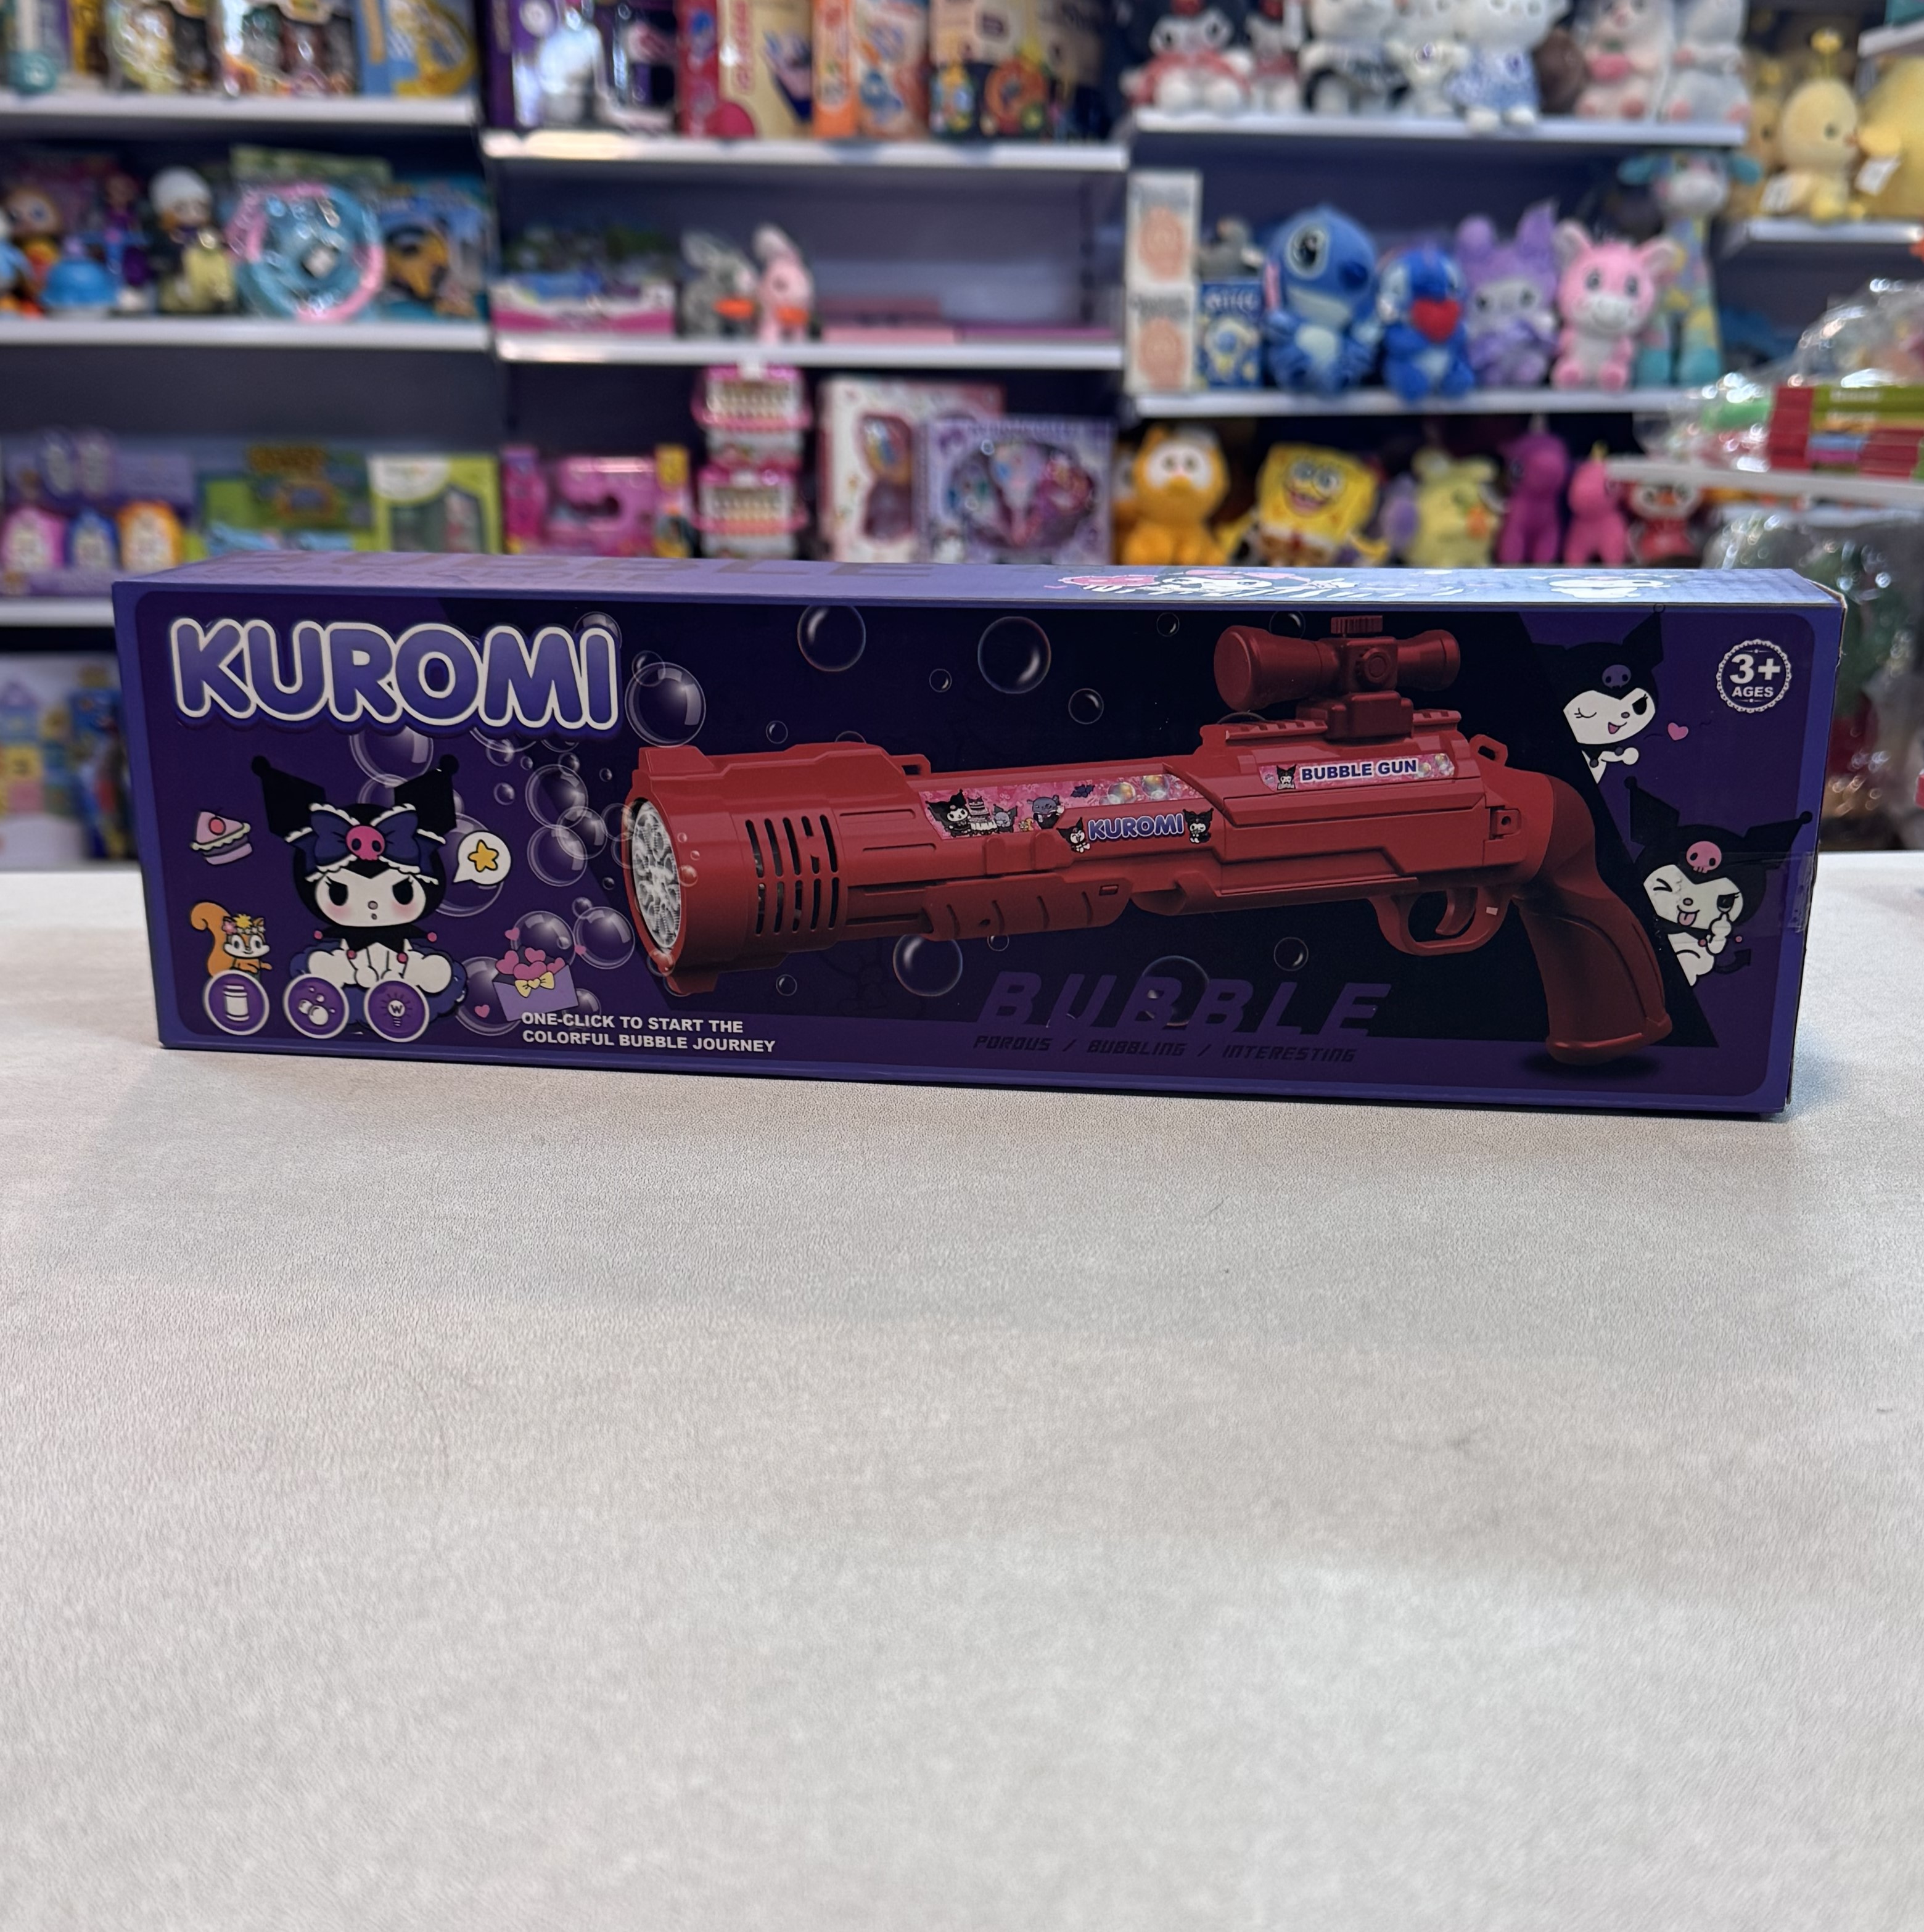 KUROMI
3+
AGES
BUBBLE GUN
KUROMI
W
ONE-CLICK TO START THE
COLORFUL BUBBLE JOURNEY
BUBBLE
POROUS / BUBBLING / INTERESTING